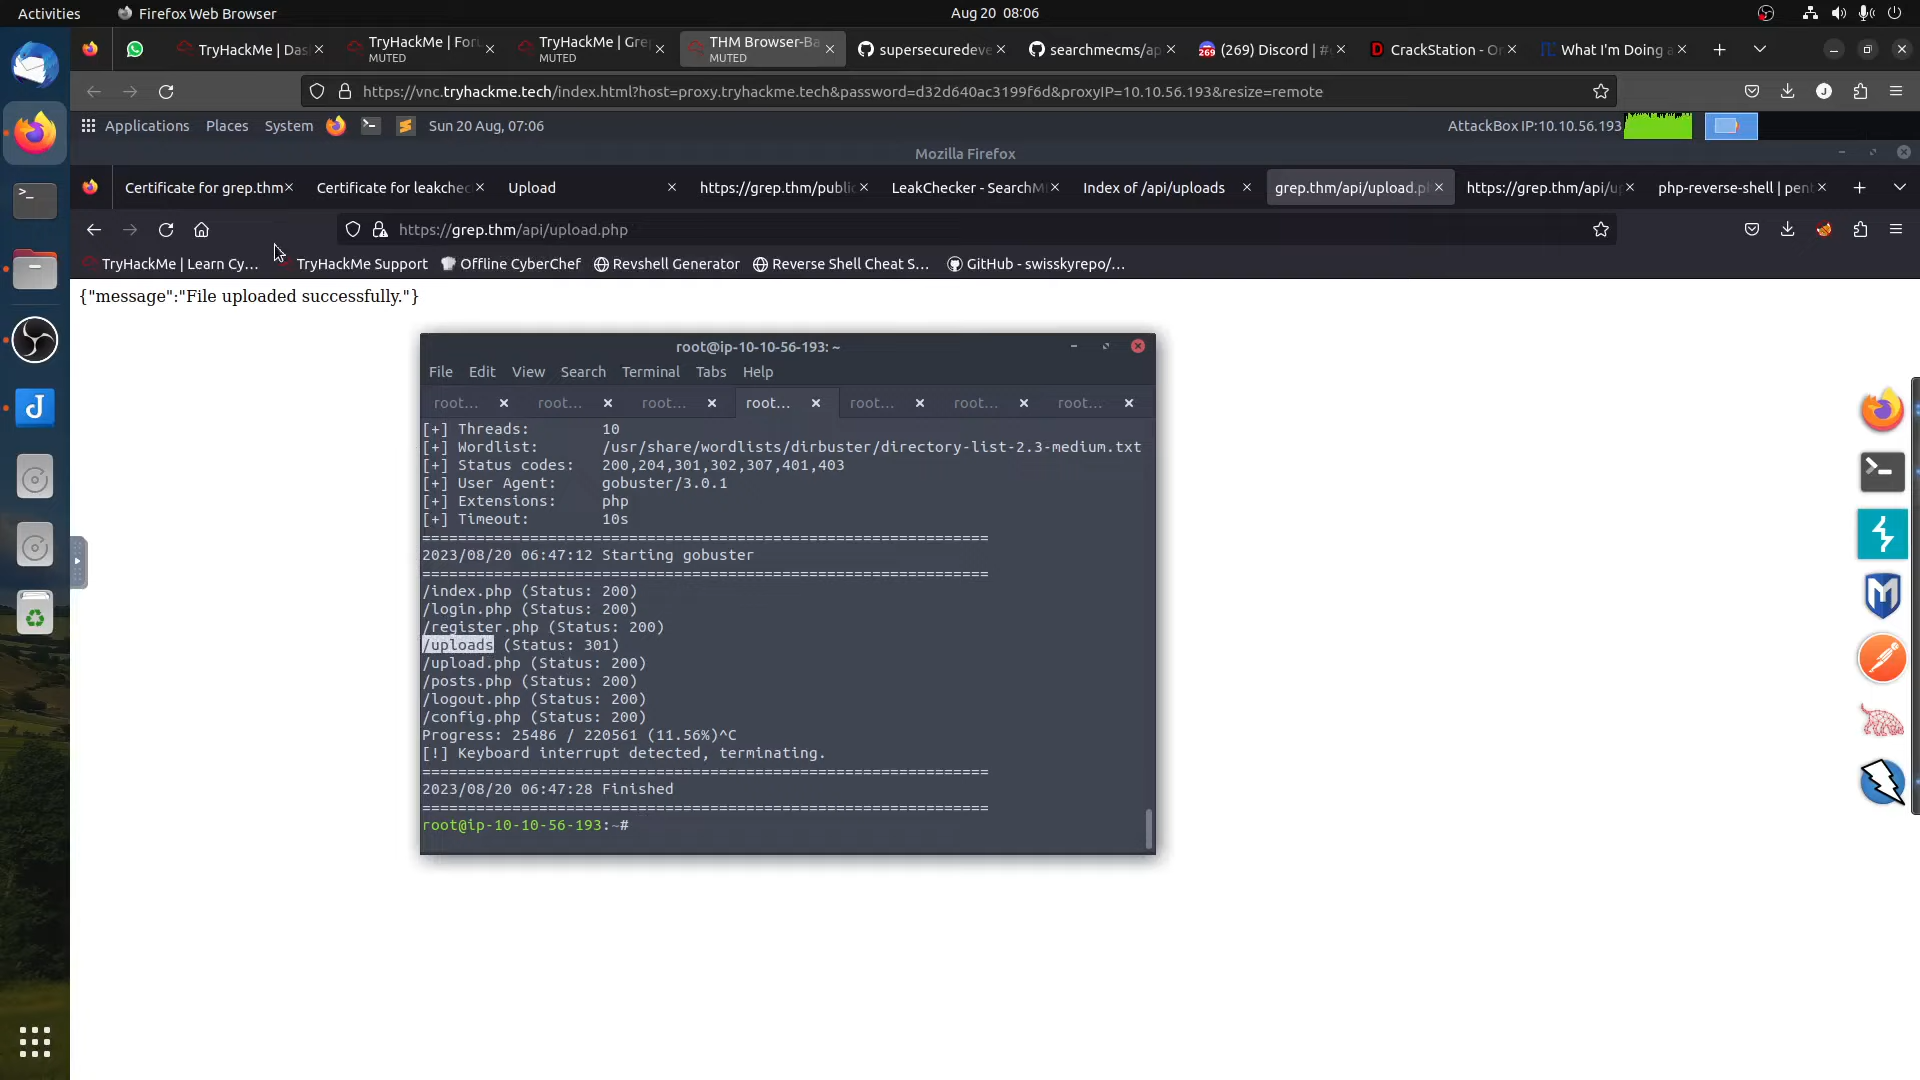 Activities
Firefox Web Browser
Aug 20 08:06
TryHackMe | Das
TryHackMe | For
MUTED
TryHackMe | Gre
MUTED
THM Browser-Ba
MUTED
supersecuredeve
searchmecms/ap
(269) Discord | #
CrackStation - O
What I'm Doing a
https://vnc.tryhackme.tech/index.html?host=proxy.tryhackme.tech&password=d32d640ac3199f6d&proxyIP=10.10.56.193&resize=remote
Applications
Places
System
Sun 20 Aug, 07:06
AttackBox IP:10.10.56.193
Mozilla Firefox
Certificate for grep.thm
Certificate for leakchec
Upload
https://grep.thm/public
LeakChecker - SearchM
Index of /api/uploads
grep.thm/api/upload.ph
https://grep.thm/api/up
php-reverse-shell | pent
https://grep.thm/api/upload.php
TryHackMe | Learn Cy…
TryHackMe Support
Offline CyberChef
Revshell Generator
Reverse Shell Cheat S…
GitHub - swisskyrepo/…
{"message":"File uploaded successfully."}
root@ip-10-10-56-193: ~
File Edit View Search Terminal Tabs Help
root… root… root… root… root… root… root…
[+] Threads: 10
[+] Wordlist: /usr/share/wordlists/dirbuster/directory-list-2.3-medium.txt
[+] Status codes: 200,204,301,302,307,401,403
[+] User Agent: gobuster/3.0.1
[+] Extensions: php
[+] Timeout: 10s
===============================================================
2023/08/20 06:47:12 Starting gobuster
===============================================================
/index.php (Status: 200)
/login.php (Status: 200)
/register.php (Status: 200)
/uploads (Status: 301)
/upload.php (Status: 200)
/posts.php (Status: 200)
/logout.php (Status: 200)
/config.php (Status: 200)
Progress: 25486 / 220561 (11.56%)^C
[!] Keyboard interrupt detected, terminating.
===============================================================
2023/08/20 06:47:28 Finished
===============================================================
root@ip-10-10-56-193:~#